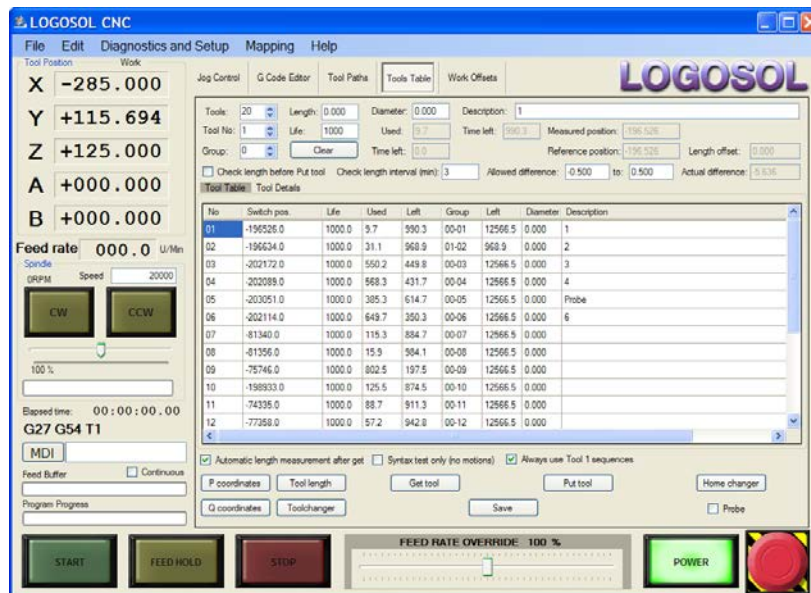 LOGOSOL CNC
File Edit Diagnostics and Setup Mapping Help
Tool Position Work
X -285.000
Y +115.694
Z +125.000
A +000.000
B +000.000
Feed rate 000.0 U/Min
Spindle
0RPM Speed 20000
CW CCW
100 %
Elapsed time: 00:00:00.00
G27 G54 T1
MDI
Feed Buffer Continuous
Program Progress
Jog Control G Code Editor Tool Paths Tools Table Work Offsets
LOGOSOL
Tools: 20 Length: 0.000 Diameter: 0.000 Description: 1
Tool No: 1 Life: 1000 Used: 9.7 Time left: 990.3 Measured position: -196.526
Group: 0 Clear Time left: 0.0 Reference position: -196.526 Length offset: 0.000
Check length before Put tool Check length interval (min): 3 Allowed difference: -0.500 to: 0.500 Actual difference: -5.636
Tool Table Tool Details
No Switch pos. Life Used Left Group Left Diameter Description
01 -196526.0 1000.0 9.7 990.3 00-01 12566.5 0.000 1
02 -196634.0 1000.0 31.1 968.9 01-02 968.9 0.000 2
03 -202172.0 1000.0 550.2 449.8 00-03 12566.5 0.000 3
04 -202089.0 1000.0 568.3 431.7 00-04 12566.5 0.000 4
05 -203051.0 1000.0 385.3 614.7 00-05 12566.5 0.000 Probe
06 -202114.0 1000.0 649.7 350.3 00-06 12566.5 0.000 6
07 -81340.0 1000.0 115.3 884.7 00-07 12566.5 0.000
08 -81356.0 1000.0 15.9 984.1 00-08 12566.5 0.000
09 -75746.0 1000.0 802.5 197.5 00-09 12566.5 0.000
10 -198933.0 1000.0 125.5 874.5 00-10 12566.5 0.000
11 -74335.0 1000.0 88.7 911.3 00-11 12566.5 0.000
12 -77358.0 1000.0 57.2 942.8 00-12 12566.5 0.000
Automatic length measurement after get Syntax test only (no motions) Always use Tool 1 sequences
P coordinates Tool length Get tool Put tool Home changer
Q coordinates Toolchanger Save Probe
START FEED HOLD STOP
FEED RATE OVERRIDE 100 %
POWER